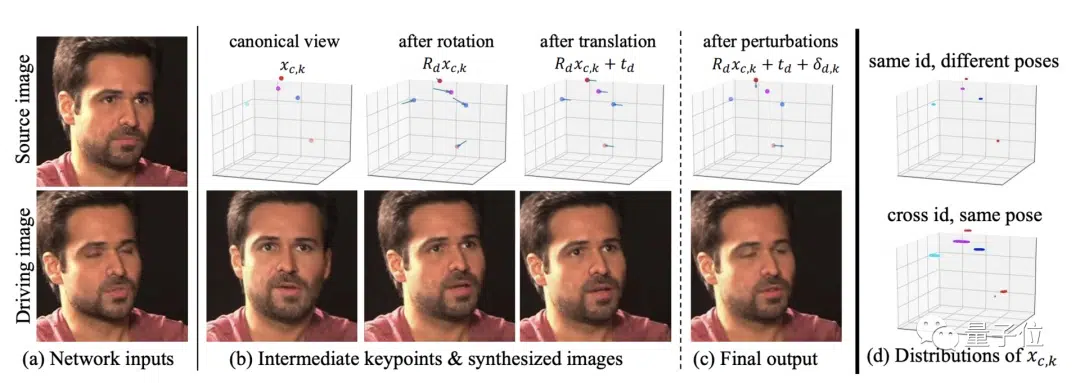 Source image
Driving image
(a) Network inputs
canonical view
x_{c,k}
after rotation
R_d x_{c,k}
after translation
R_d x_{c,k} + t_d
(b) Intermediate keypoints & synthesized images
after perturbations
R_d x_{c,k} + t_d + δ_{d,k}
(c) Final output
same id, different poses
cross id, same pose
量子位
(d) Distributions of x_{c,k}